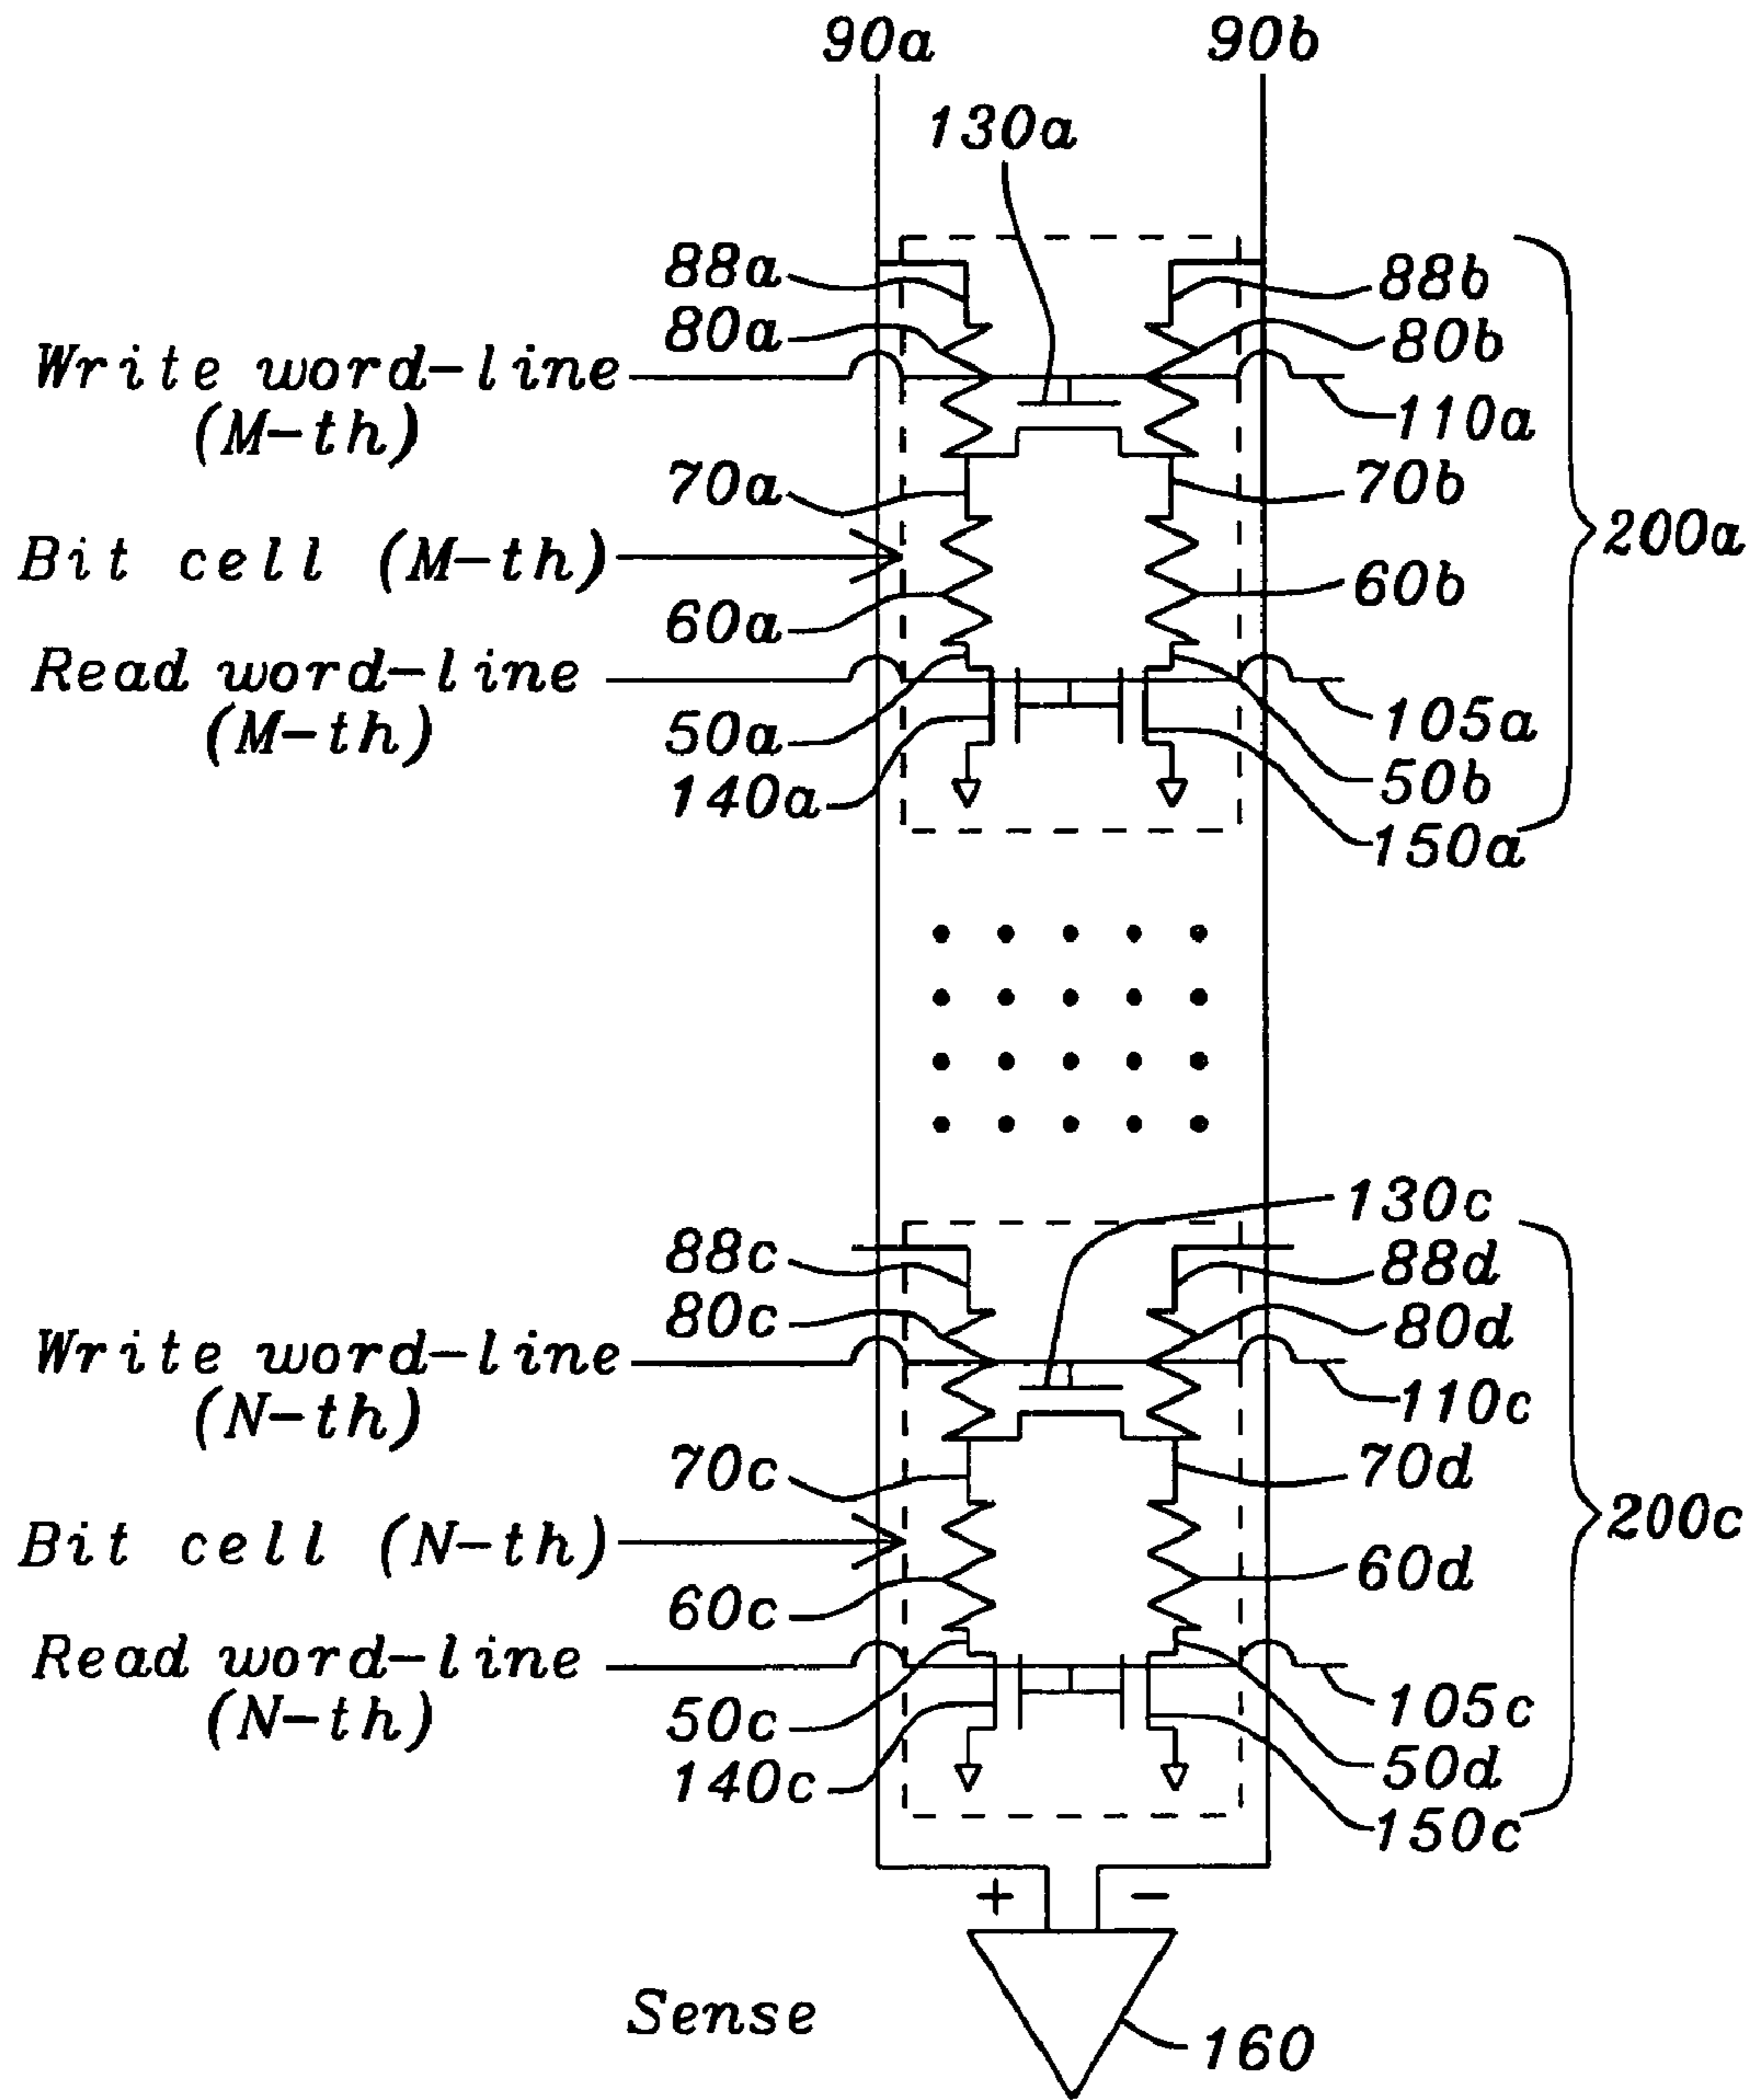 90a 90b
130a
88a 88b
80a 80b
Write word-line
(M-th)
110a
70a 70b
200a
Bit cell (M-th)
60a 60b
Read word-line
(M-th)
50a 105a
140a 50b
150a
130c
88c 88d
80c 80d
Write word-line
(N-th)
110c
70c 70d
200c
Bit cell (N-th)
60c 60d
Read word-line
(N-th)
50c 105c
140c 50d
150c
+ −
Sense
160